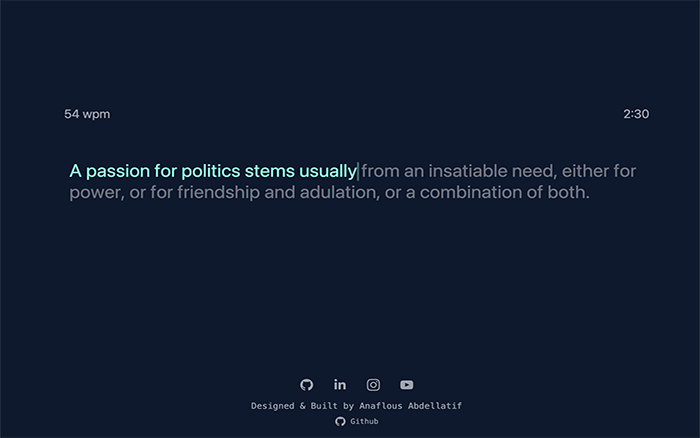 54 wpm
2:30
A passion for politics stems usually from an insatiable need, either for
power, or for friendship and adulation, or a combination of both.
Designed & Built by Anaflous Abdellatif
Github